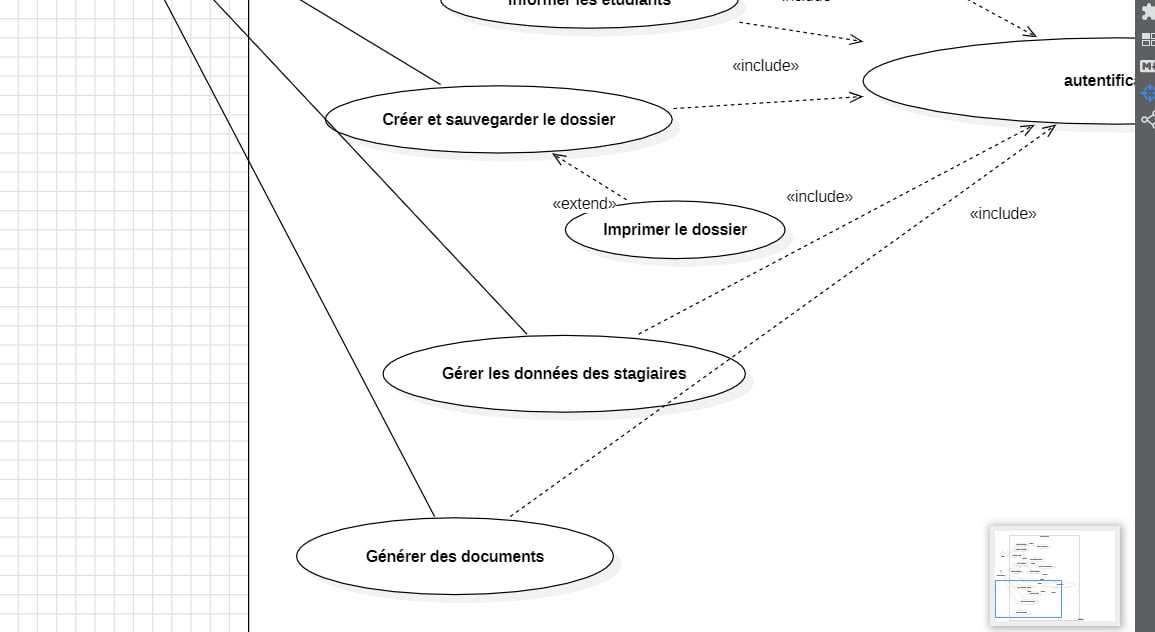 Informer les étudiants
«include»
autentific
Créer et sauvegarder le dossier
«extend»
«include»
Imprimer le dossier
«include»
Gérer les données des stagiaires
Générer des documents